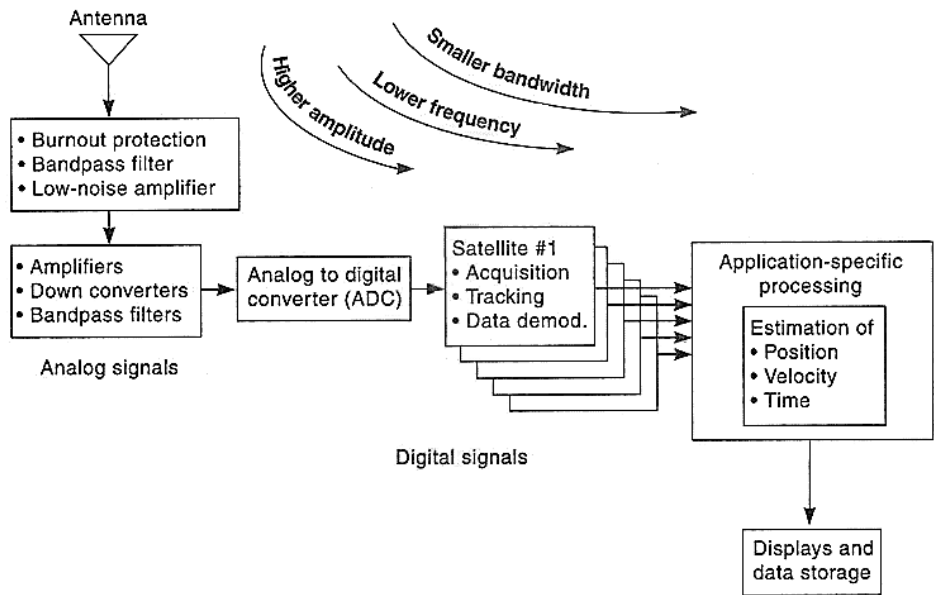 Antenna
Smaller bandwidth
Lower frequency
Higher amplitude
• Burnout protection
• Bandpass filter
• Low-noise amplifier
• Amplifiers
• Down converters
• Bandpass filters
Analog signals
Analog to digital
converter (ADC)
Satellite #1
• Acquisition
• Tracking
• Data demod.
Digital signals
Application-specific
processing
Estimation of
• Position
• Velocity
• Time
Displays and
data storage